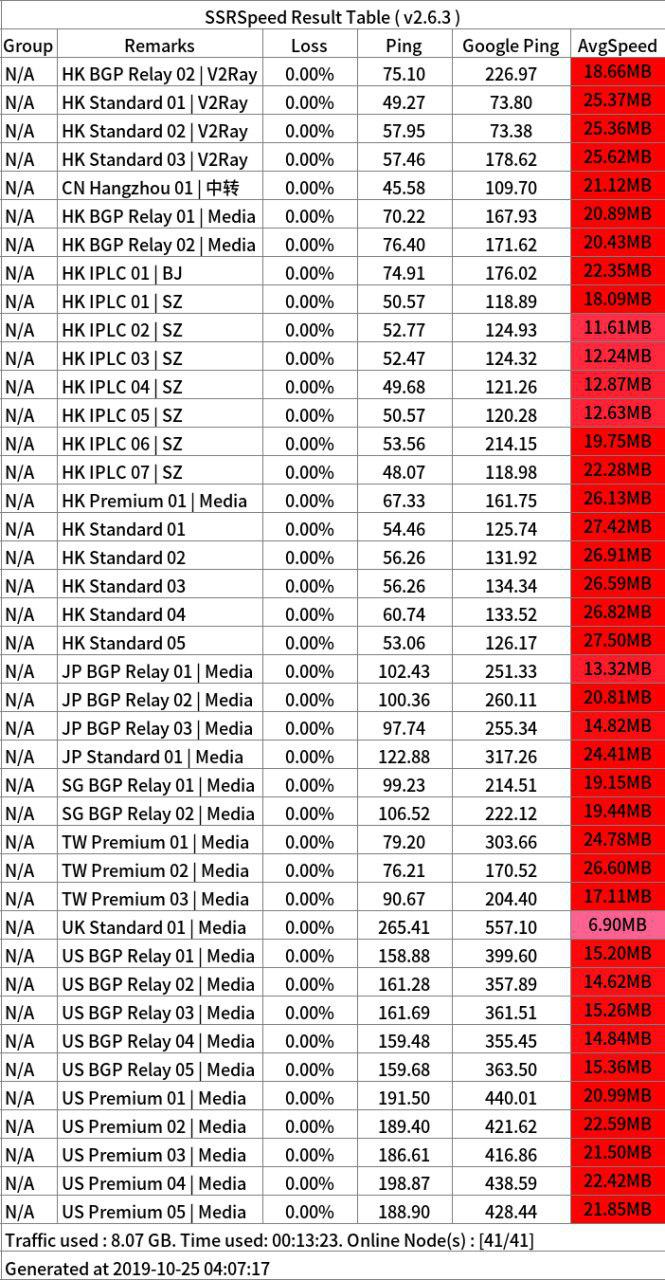 SSRSpeed Result Table ( v2.6.3 )
Group Remarks Loss Ping Google Ping AvgSpeed
N/A HK BGP Relay 02 | V2Ray 0.00% 75.10 226.97 18.66MB
N/A HK Standard 01 | V2Ray 0.00% 49.27 73.80 25.37MB
N/A HK Standard 02 | V2Ray 0.00% 57.95 73.38 25.36MB
N/A HK Standard 03 | V2Ray 0.00% 57.46 178.62 25.62MB
N/A CN Hangzhou 01 | 中转 0.00% 45.58 109.70 21.12MB
N/A HK BGP Relay 01 | Media 0.00% 70.22 167.93 20.89MB
N/A HK BGP Relay 02 | Media 0.00% 76.40 171.62 20.43MB
N/A HK IPLC 01 | BJ 0.00% 74.91 176.02 22.35MB
N/A HK IPLC 01 | SZ 0.00% 50.57 118.89 18.09MB
N/A HK IPLC 02 | SZ 0.00% 52.77 124.93 11.61MB
N/A HK IPLC 03 | SZ 0.00% 52.47 124.32 12.24MB
N/A HK IPLC 04 | SZ 0.00% 49.68 121.26 12.87MB
N/A HK IPLC 05 | SZ 0.00% 50.57 120.28 12.63MB
N/A HK IPLC 06 | SZ 0.00% 53.56 214.15 19.75MB
N/A HK IPLC 07 | SZ 0.00% 48.07 118.98 22.28MB
N/A HK Premium 01 | Media 0.00% 67.33 161.75 26.13MB
N/A HK Standard 01 0.00% 54.46 125.74 27.42MB
N/A HK Standard 02 0.00% 56.26 131.92 26.91MB
N/A HK Standard 03 0.00% 56.26 134.34 26.59MB
N/A HK Standard 04 0.00% 60.74 133.52 26.82MB
N/A HK Standard 05 0.00% 53.06 126.17 27.50MB
N/A JP BGP Relay 01 | Media 0.00% 102.43 251.33 13.32MB
N/A JP BGP Relay 02 | Media 0.00% 100.36 260.11 20.81MB
N/A JP BGP Relay 03 | Media 0.00% 97.74 255.34 14.82MB
N/A JP Standard 01 | Media 0.00% 122.88 317.26 24.41MB
N/A SG BGP Relay 01 | Media 0.00% 99.23 214.51 19.15MB
N/A SG BGP Relay 02 | Media 0.00% 106.52 222.12 19.44MB
N/A TW Premium 01 | Media 0.00% 79.20 303.66 24.78MB
N/A TW Premium 02 | Media 0.00% 76.21 170.52 26.60MB
N/A TW Premium 03 | Media 0.00% 90.67 204.40 17.11MB
N/A UK Standard 01 | Media 0.00% 265.41 557.10 6.90MB
N/A US BGP Relay 01 | Media 0.00% 158.88 399.60 15.20MB
N/A US BGP Relay 02 | Media 0.00% 161.28 357.89 14.62MB
N/A US BGP Relay 03 | Media 0.00% 161.69 361.51 15.26MB
N/A US BGP Relay 04 | Media 0.00% 159.48 355.45 14.84MB
N/A US BGP Relay 05 | Media 0.00% 159.68 363.50 15.36MB
N/A US Premium 01 | Media 0.00% 191.50 440.01 20.99MB
N/A US Premium 02 | Media 0.00% 189.40 421.62 22.59MB
N/A US Premium 03 | Media 0.00% 186.61 416.86 21.50MB
N/A US Premium 04 | Media 0.00% 198.87 438.59 22.42MB
N/A US Premium 05 | Media 0.00% 188.90 428.44 21.85MB
Traffic used : 8.07 GB. Time used: 00:13:23. Online Node(s) : [41/41]
Generated at 2019-10-25 04:07:17